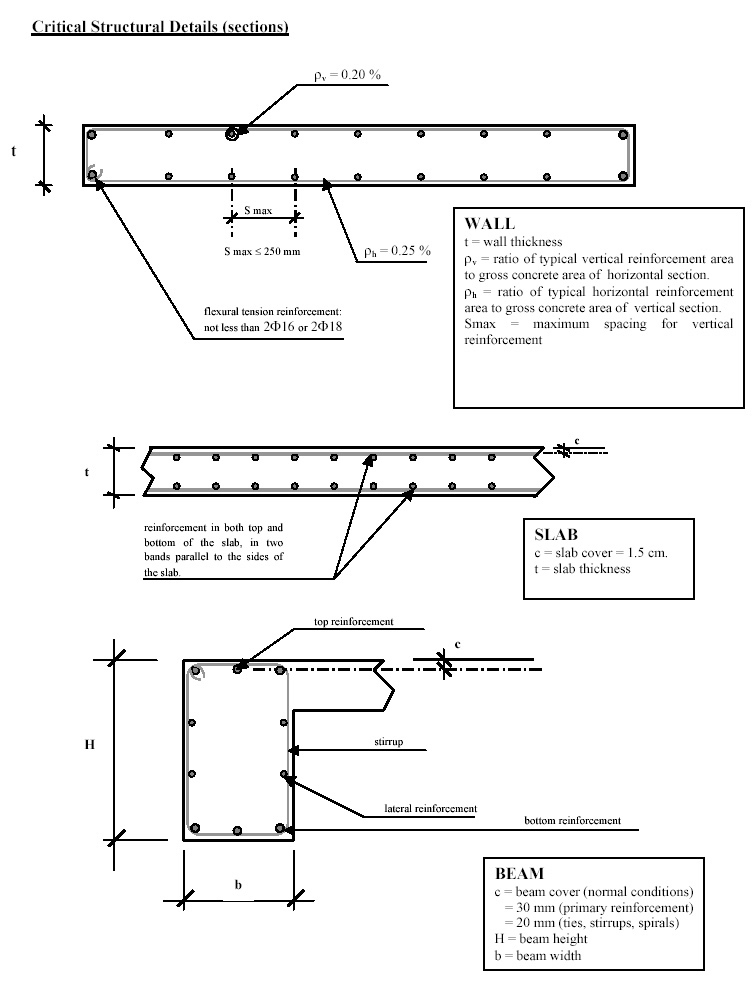 Critical Structural Details (sections)
ρv = 0.20 %
t
S max
S max ≤ 250 mm
ρh = 0.25 %
flexural tension reinforcement:
not less than 2Φ16 or 2Φ18
WALL
t = wall thickness
ρv = ratio of typical vertical reinforcement area
to gross concrete area of horizontal section.
ρh = ratio of typical horizontal reinforcement
area to gross concrete area of vertical section.
Smax = maximum spacing for vertical
reinforcement
c
t
reinforcement in both top and
bottom of the slab, in two
bands parallel to the sides of
the slab.
SLAB
c = slab cover = 1.5 cm.
t = slab thickness
top reinforcement
c
H
stirrup
lateral reinforcement
bottom reinforcement
b
BEAM
c = beam cover (normal conditions)
= 30 mm (primary reinforcement)
= 20 mm (ties, stirrups, spirals)
H = beam height
b = beam width